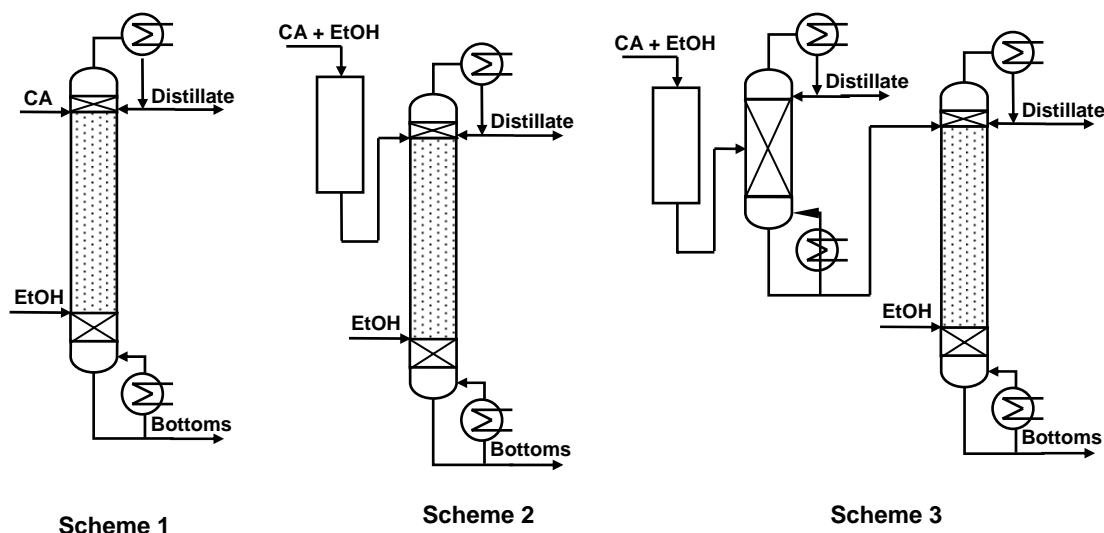 CA
Distillate
EtOH
Bottoms
Scheme 1
CA + EtOH
Distillate
EtOH
Bottoms
Scheme 2
CA + EtOH
Distillate
Distillate
EtOH
Bottoms
Scheme 3